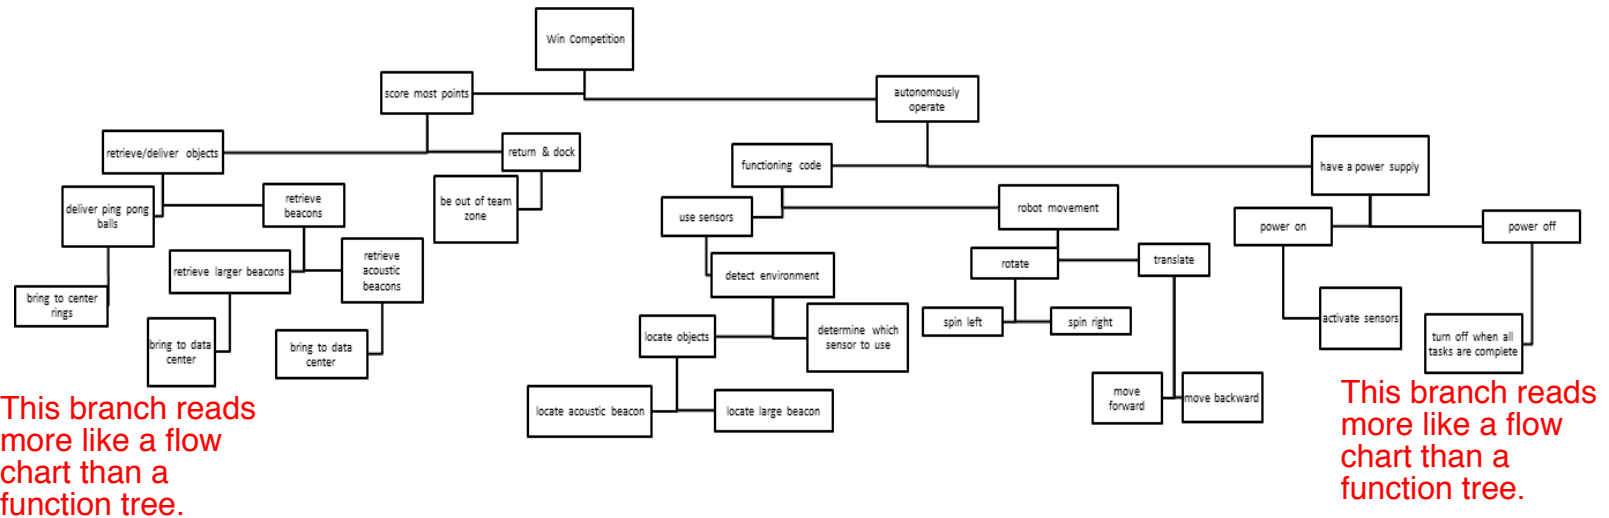 Win Competition
score most points
autonomously
operate
retrieve/deliver objects
return & dock
functioning code
have a power supply
deliver ping pong
balls
retrieve
beacons
be out of team
zone
use sensors
robot movement
power on
power off
retrieve larger beacons
retrieve
acoustic
beacons
detect environment
rotate
translate
bring to center
rings
bring to data
center
bring to data
center
locate objects
determine which
sensor to use
spin left
spin right
activate sensors
turn off when all
tasks are complete
locate acoustic beacon
locate large beacon
move
forward
move backward
This branch reads
more like a flow
chart than a
function tree.
This branch reads
more like a flow
chart than a
function tree.